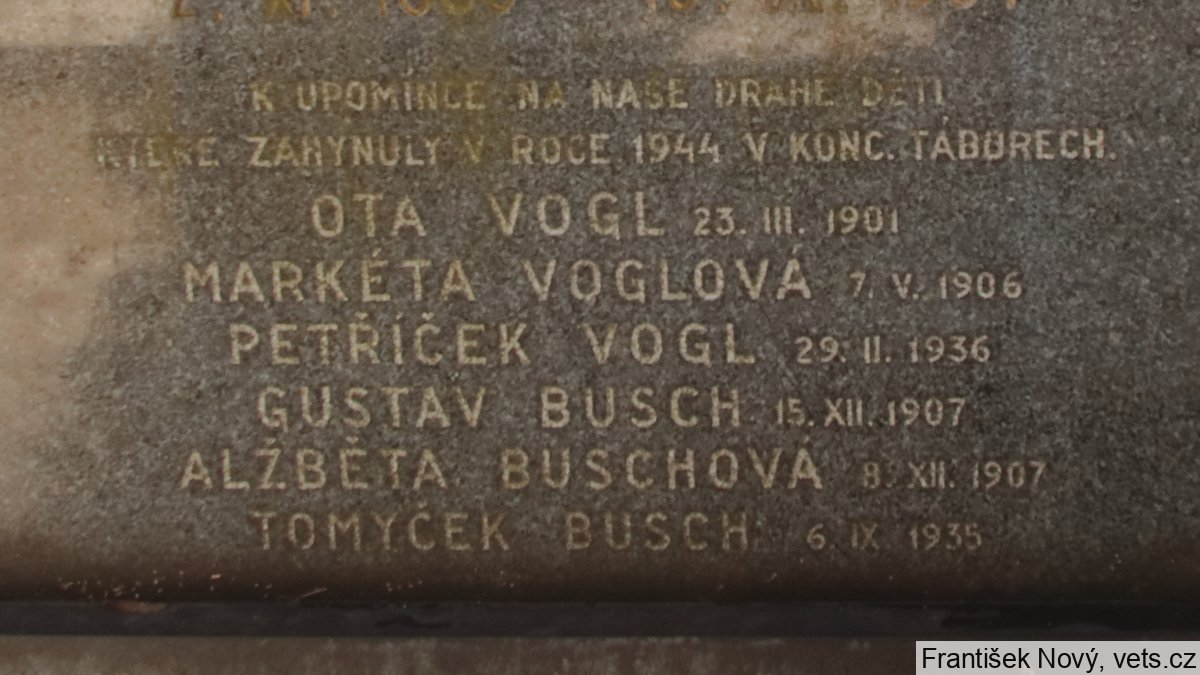 K UPOMÍNCE NA NAŠE DRAHÉ DĚTI
KTERÉ ZAHYNULY V ROCE 1944 V KONC. TÁBORECH.
OTA VOGL 23. III. 1901
MARKÉTA VOGLOVÁ 7. V. 1906
PETŘÍČEK VOGL 29. II. 1936
GUSTAV BUSCH 15. XII. 1907
ALŽBĚTA BUSCHOVÁ 8. XII. 1907
TOMYČEK BUSCH 6. IX. 1935
František Nový, vets.cz